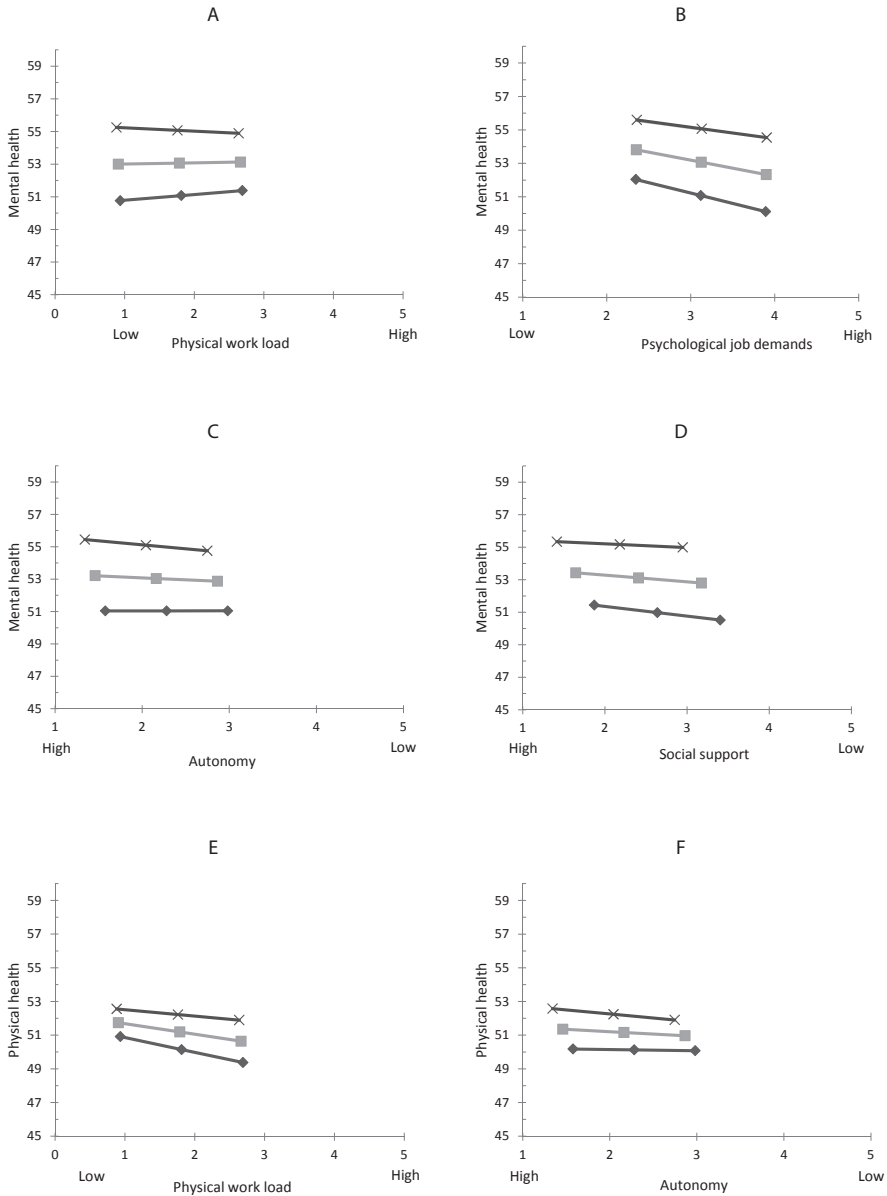 A
59
57
55
53
51
49
47
45
Mental health
0 1 2 3 4 5
Low High
Physical work load
B
59
57
55
53
51
49
47
45
Mental health
1 2 3 4 5
Low High
Psychological job demands
C
59
57
55
53
51
49
47
45
Mental health
1 2 3 4 5
High Low
Autonomy
D
59
57
55
53
51
49
47
45
Mental health
1 2 3 4 5
High Low
Social support
E
59
57
55
53
51
49
47
45
Physical health
0 1 2 3 4 5
Low High
Physical work load
F
59
57
55
53
51
49
47
45
Physical health
1 2 3 4 5
High Low
Autonomy